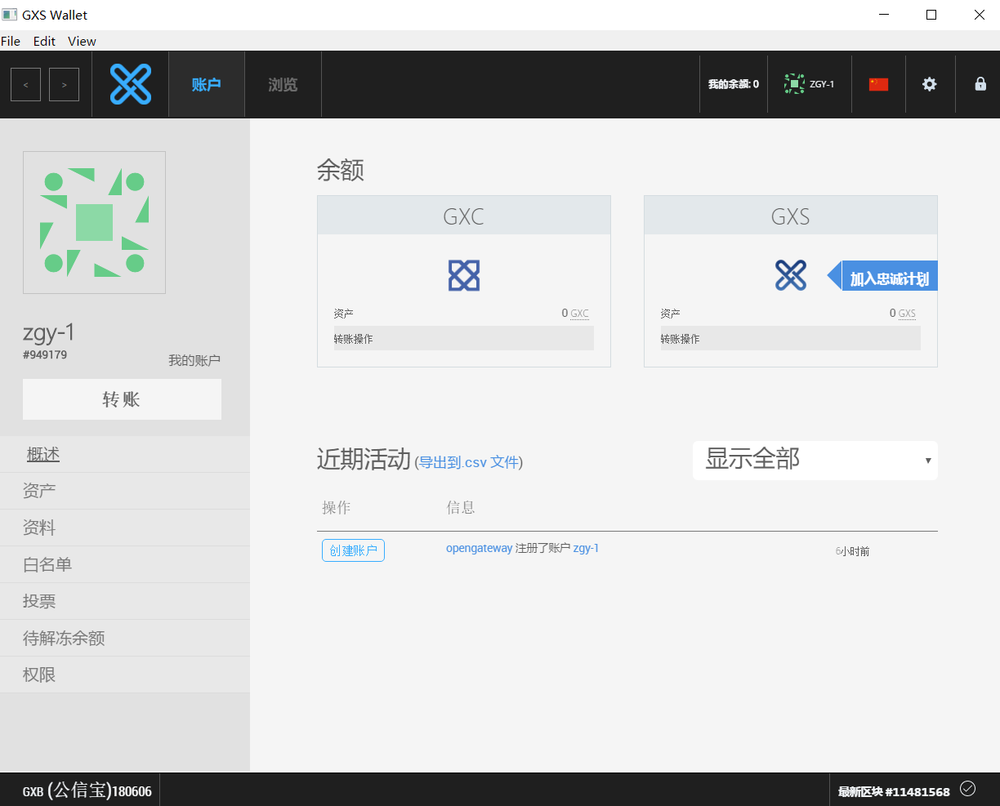 GXS Wallet
File Edit View
< >
账户 浏览
我的余额: 0 ZGY-1
余额
GXC GXS
加入忠诚计划
资产 0 GXC
转账操作
资产 0 GXS
转账操作
zgy-1
#949179
我的账户
转账
概述
资产
资料
白名单
投票
待解冻余额
权限
近期活动 (导出到.csv 文件)
显示全部
操作 信息
创建账户 opengateway 注册了账户 zgy-1 6小时前
GXB (公信宝)180606
最新区块 #11481568